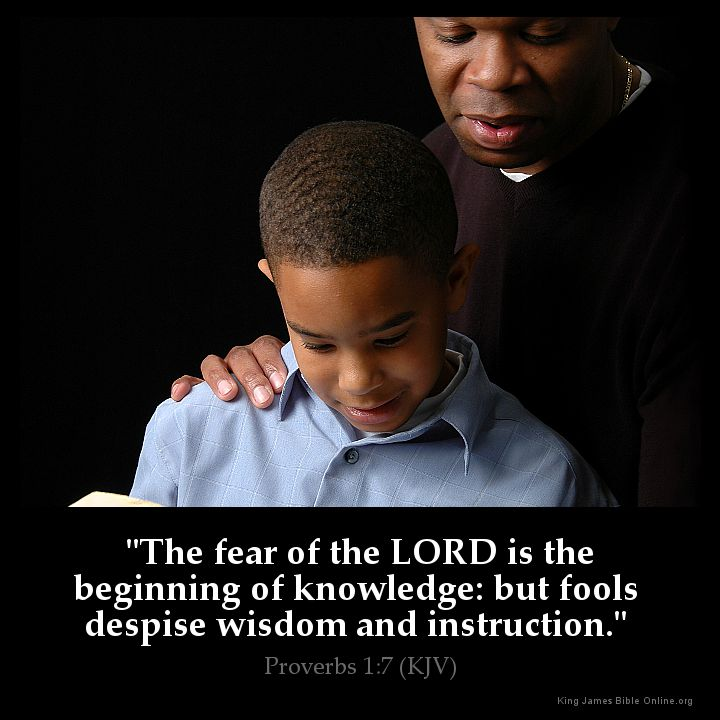 "The fear of the LORD is the
beginning of knowledge: but fools
despise wisdom and instruction."
Proverbs 1:7 (KJV)
King James Bible Online.org